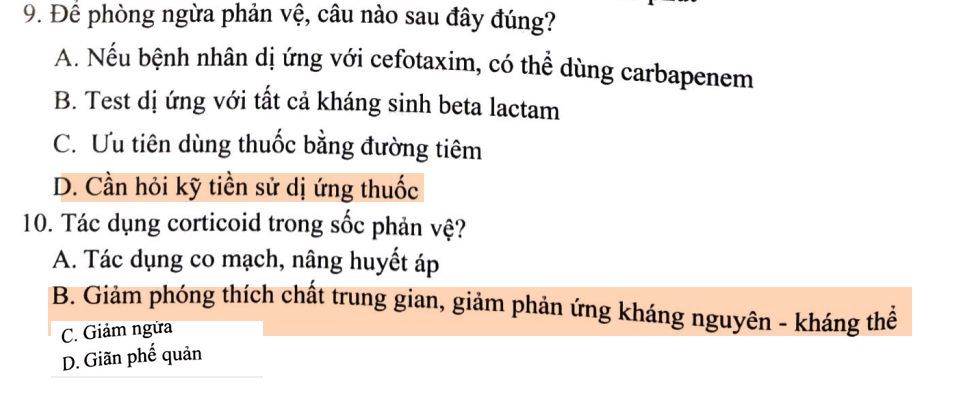 9. Để phòng ngừa phản vệ, câu nào sau đây đúng?
A. Nếu bệnh nhân dị ứng với cefotaxim, có thể dùng carbapenem
B. Test dị ứng với tất cả kháng sinh beta lactam
C. Ưu tiên dùng thuốc bằng đường tiêm
D. Cần hỏi kỹ tiền sử dị ứng thuốc
10. Tác dụng corticoid trong sốc phản vệ?
A. Tác dụng co mạch, nâng huyết áp
B. Giảm phóng thích chất trung gian, giảm phản ứng kháng nguyên - kháng thể
C. Giảm ngứa
D. Giãn phế quản